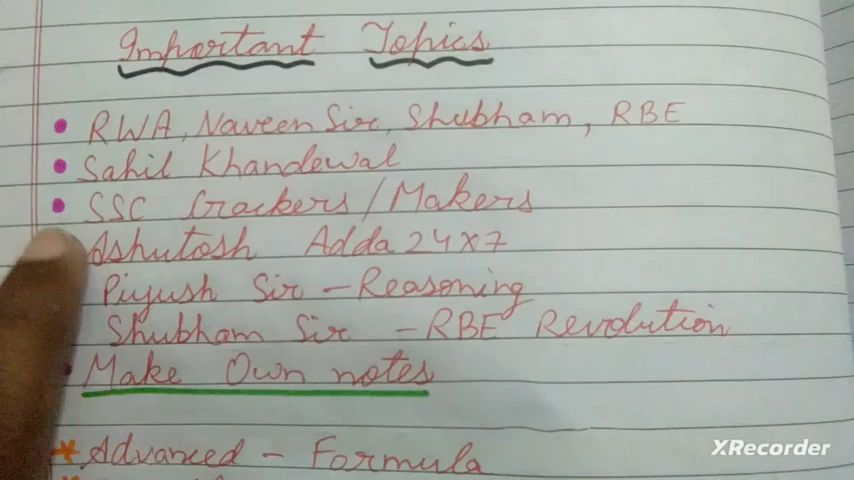 Important Topics
• RWA, Naveen Sir, Shubham, RBE
• Sahil Khandewal
• SSC Crackers / Makers
Ashutosh Adda 24x7
Piyush Sir - Reasoning
Shubham Sir - RBE Revolution
• Make Own notes
* Advanced - Formula
XRecorder